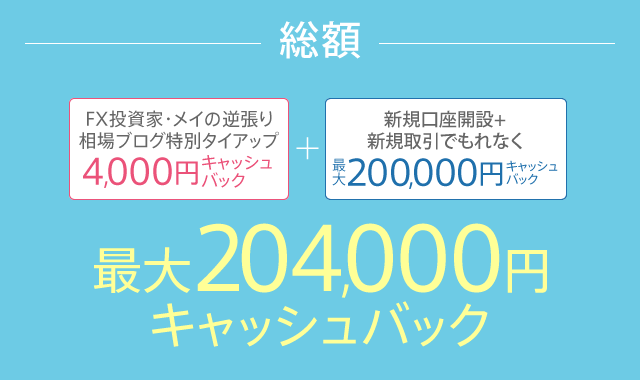 総額
FX投資家・メイの逆張り
相場ブログ特別タイアップ
4,000円キャッシュバック
+
新規口座開設+
新規取引でもれなく
最大200,000円キャッシュバック
最大204,000円
キャッシュバック